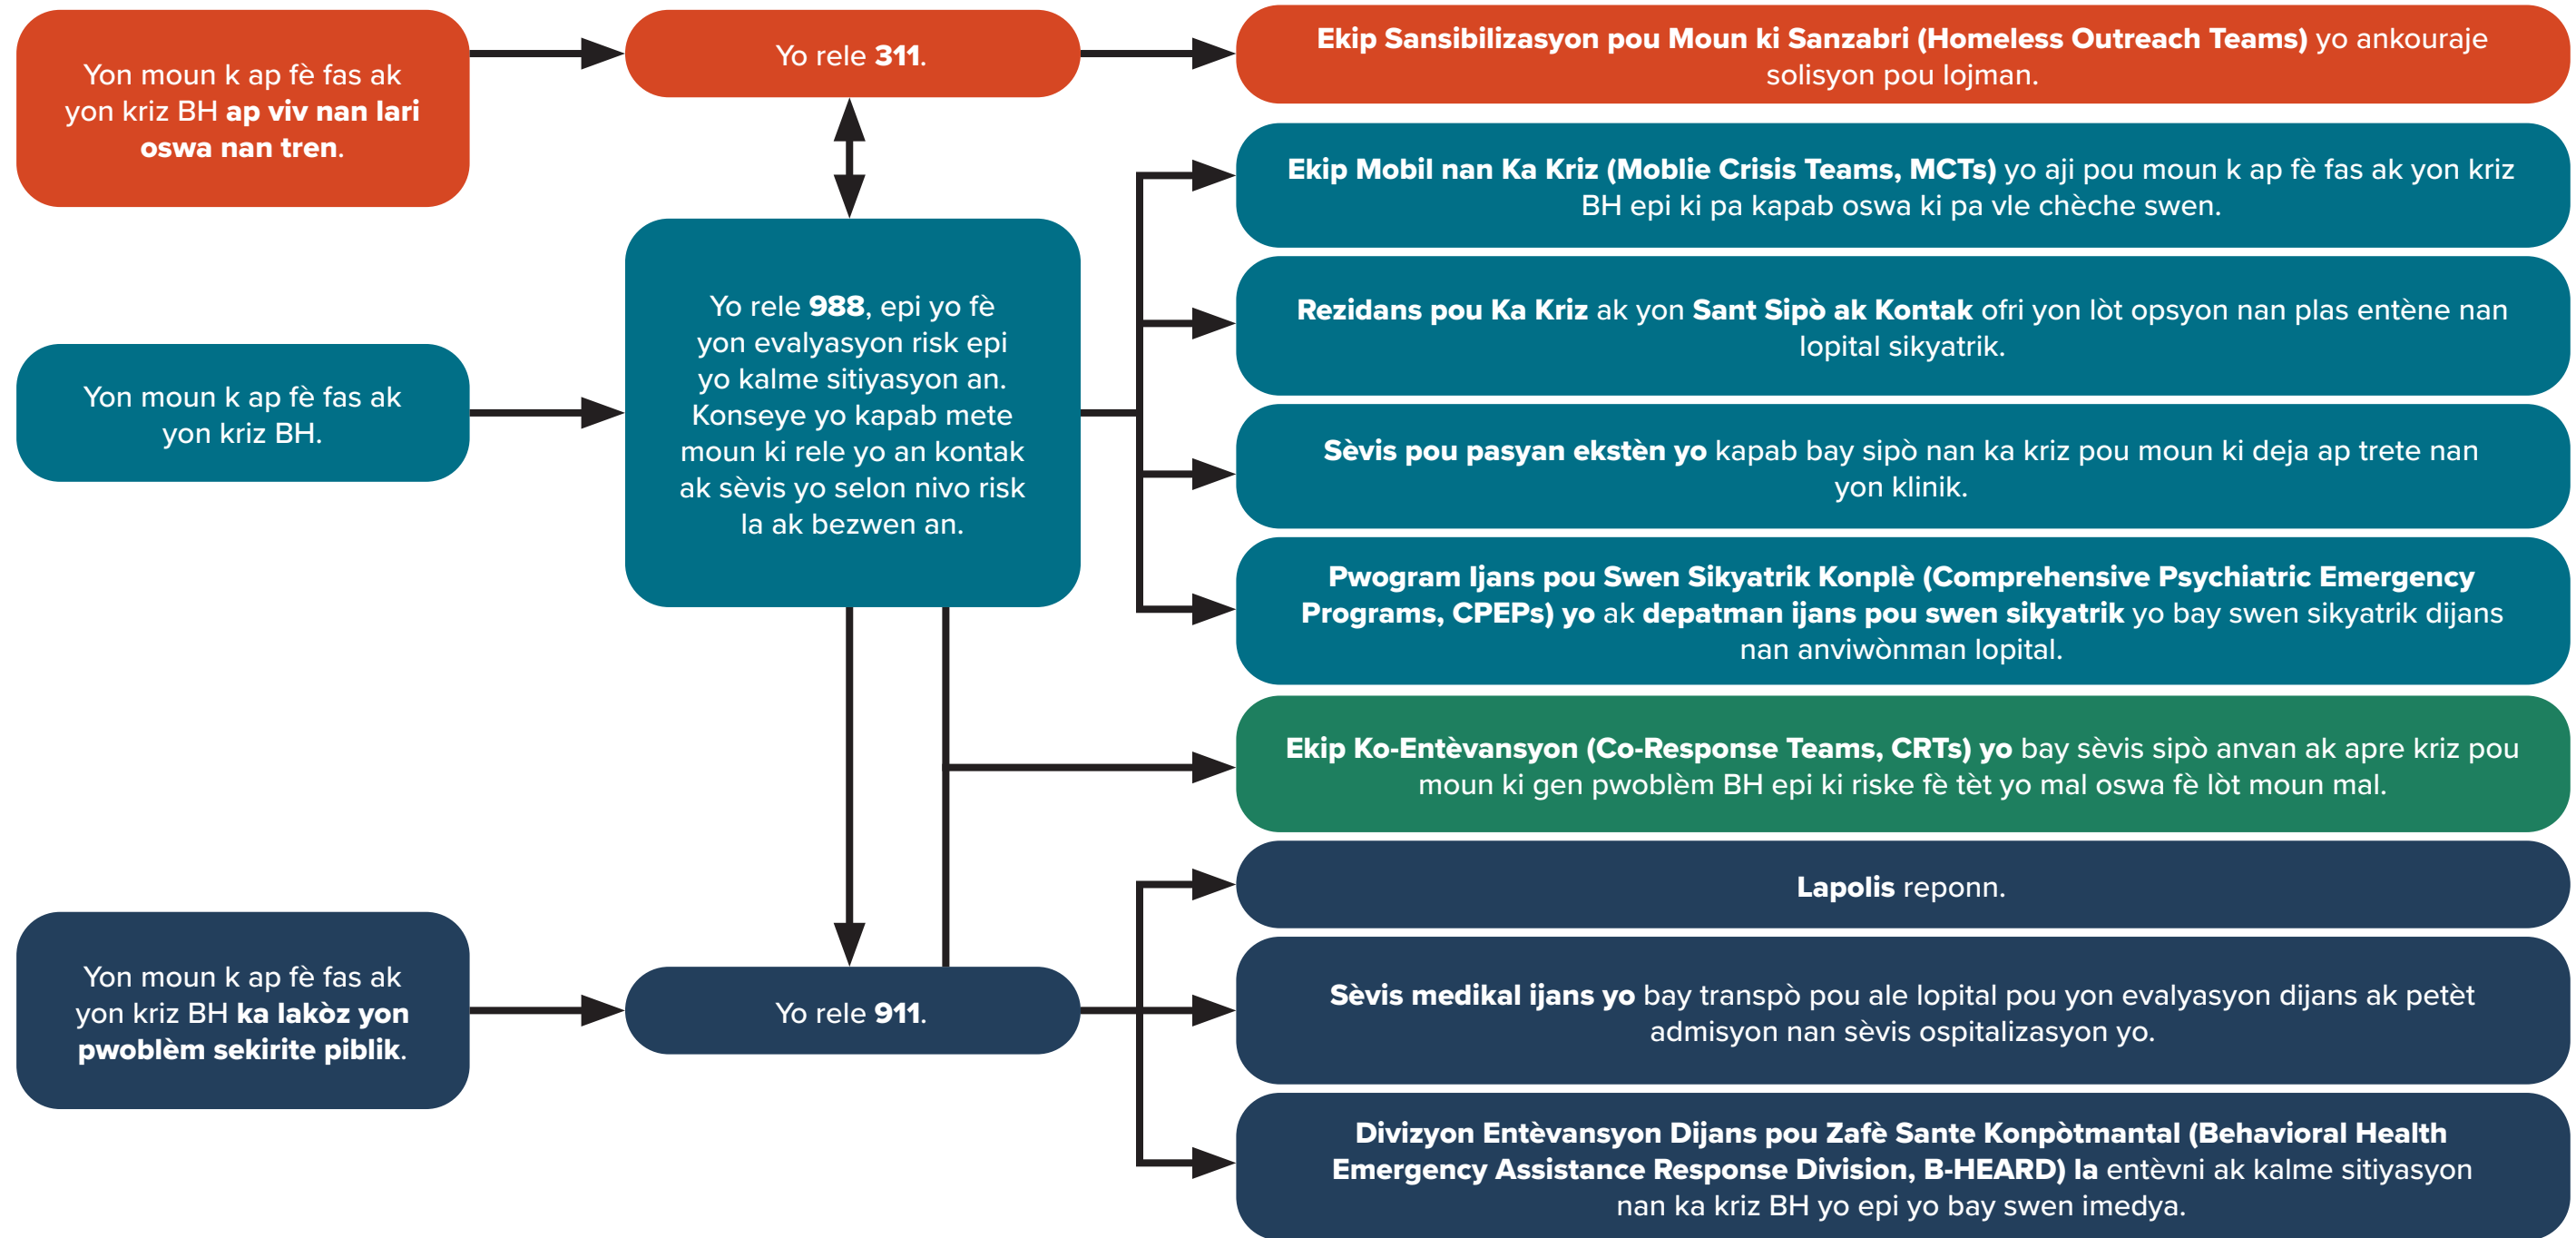 Yon moun k ap fè fas ak
yon kriz BH ap viv nan lari
oswa nan tren.
Yo rele 311.
Ekip Sansibilizasyon pou Moun ki Sanzabri (Homeless Outreach Teams) yo ankouraje
solisyon pou lojman.
Yon moun k ap fè fas ak
yon kriz BH.
Yo rele 988, epi yo fè
yon evalyasyon risk epi
yo kalme sitiyasyon an.
Konseye yo kapab mete
moun ki rele yo an kontak
ak sèvis yo selon nivo risk
la ak bezwen an.
Ekip Mobil nan Ka Kriz (Moblie Crisis Teams, MCTs) yo aji pou moun k ap fè fas ak yon kriz
BH epi ki pa kapab oswa ki pa vle chèche swen.
Rezidans pou Ka Kriz ak yon Sant Sipò ak Kontak ofri yon lòt opsyon nan plas entène nan
lopital sikyatrik.
Sèvis pou pasyan ekstèn yo kapab bay sipò nan ka kriz pou moun ki deja ap trete nan
yon klinik.
Pwogram Ijans pou Swen Sikyatrik Konplè (Comprehensive Psychiatric Emergency
Programs, CPEPs) yo ak depatman ijans pou swen sikyatrik yo bay swen sikyatrik dijans
nan anviwònman lopital.
Ekip Ko-Entèvansyon (Co-Response Teams, CRTs) yo bay sèvis sipò anvan ak apre kriz pou
moun ki gen pwoblèm BH epi ki riske fè tèt yo mal oswa fè lòt moun mal.
Yon moun k ap fè fas ak
yon kriz BH ka lakòz yon
pwoblèm sekirite piblik.
Yo rele 911.
Lapolis reponn.
Sèvis medikal ijans yo bay transpò pou ale lopital pou yon evalyasyon dijans ak petèt
admisyon nan sèvis ospitalizasyon yo.
Divizyon Entèvansyon Dijans pou Zafè Sante Konpòtmantal (Behavioral Health
Emergency Assistance Response Division, B-HEARD) la entèvni ak kalme sitiyasyon
nan ka kriz BH yo epi yo bay swen imedya.